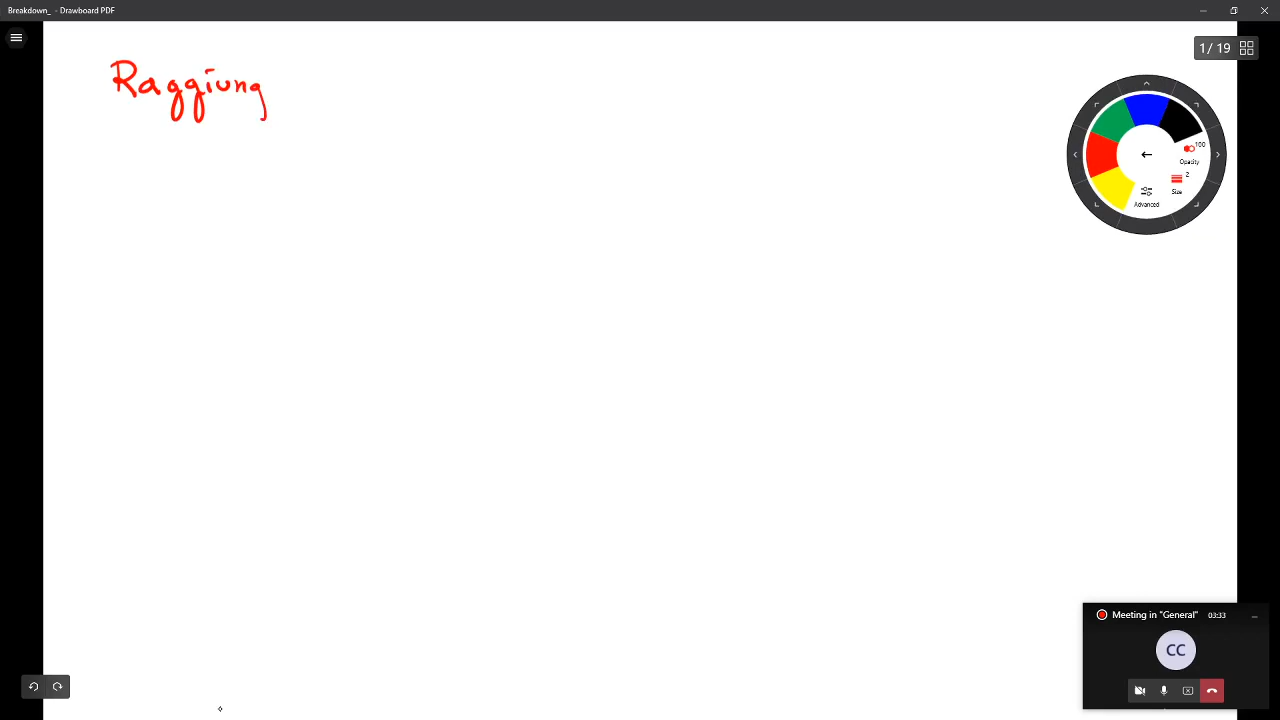 Breakdown_ - Drawboard PDF
1 / 19
Raggiung
100
Opacity
2
Size
Advanced
Meeting in "General" 03:33
CC